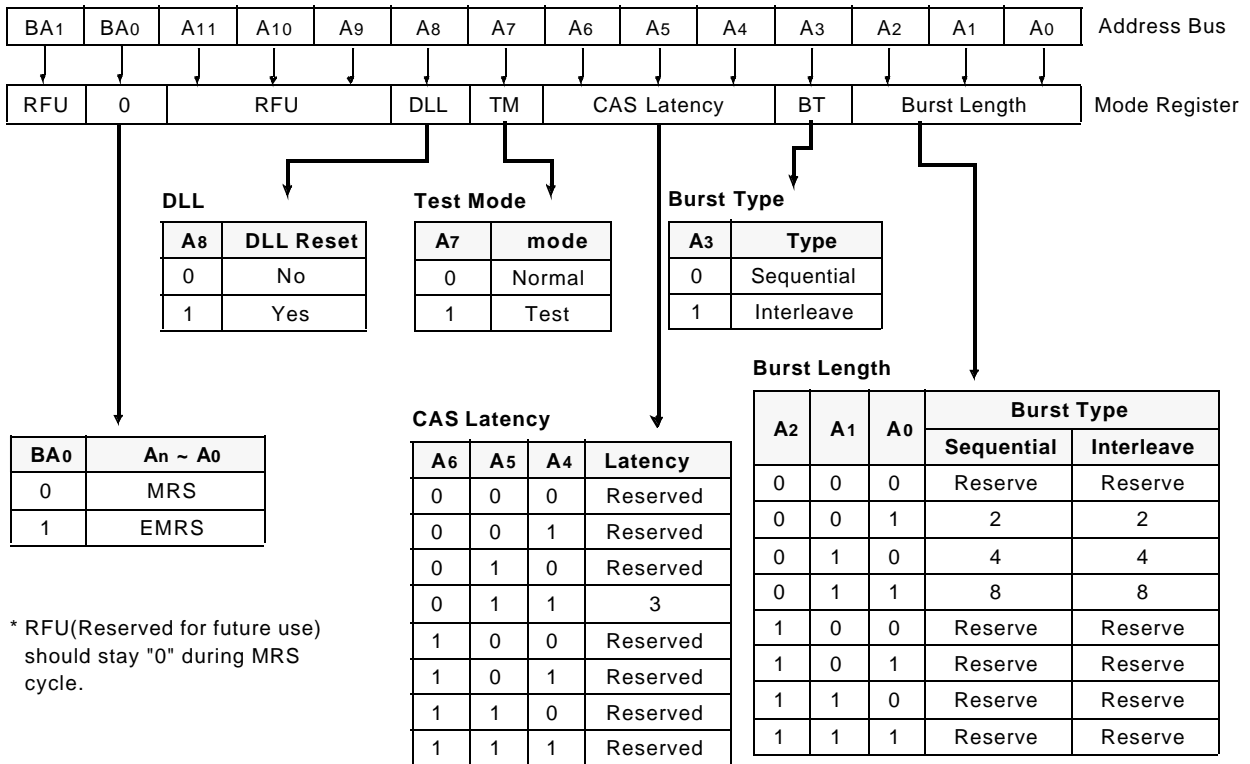 BA1 BA0 A11 A10 A9 A8 A7 A6 A5 A4 A3 A2 A1 A0 Address Bus
RFU 0 RFU DLL TM CAS Latency BT Burst Length Mode Register
DLL
A8 DLL Reset
0 No
1 Yes
Test Mode
A7 mode
0 Normal
1 Test
Burst Type
A3 Type
0 Sequential
1 Interleave
BA0 An ~ A0
0 MRS
1 EMRS
* RFU(Reserved for future use)
should stay "0" during MRS
cycle.
CAS Latency
A6 A5 A4 Latency
0 0 0 Reserved
0 0 1 Reserved
0 1 0 Reserved
0 1 1 3
1 0 0 Reserved
1 0 1 Reserved
1 1 0 Reserved
1 1 1 Reserved
Burst Length
A2 A1 A0 Burst Type
Sequential Interleave
0 0 0 Reserve Reserve
0 0 1 2 2
0 1 0 4 4
0 1 1 8 8
1 0 0 Reserve Reserve
1 0 1 Reserve Reserve
1 1 0 Reserve Reserve
1 1 1 Reserve Reserve